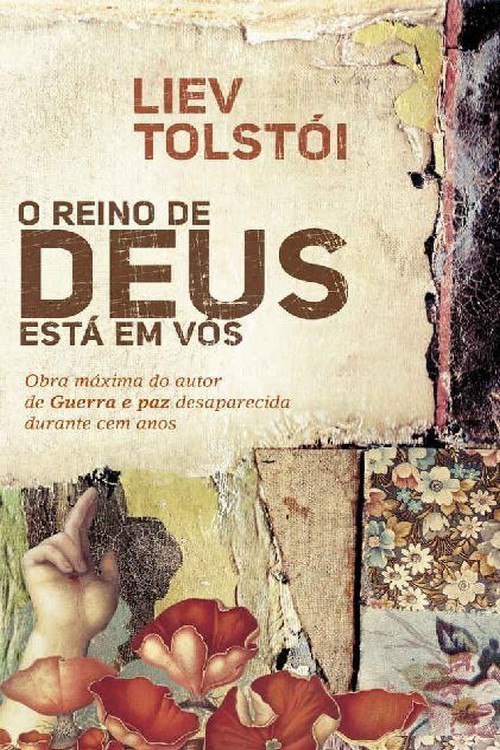 LIEV
TOLSTÓI
O REINO DE
DEUS
ESTÁ EM VÓS
Obra máxima do autor
de Guerra e paz desaparecida
durante cem anos